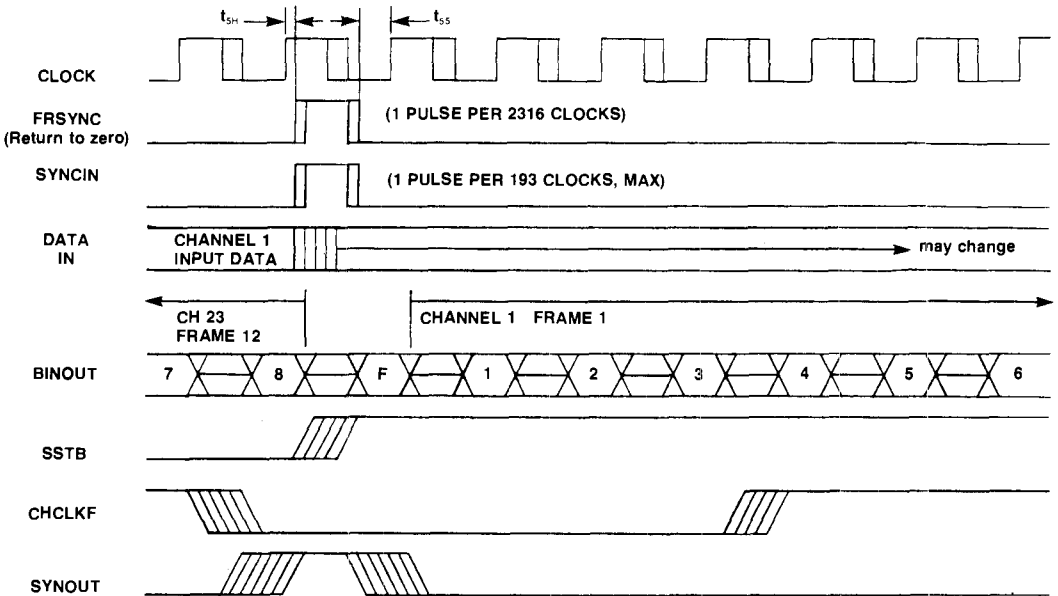 t5H t55
CLOCK
FRSYNC
(Return to zero)
(1 PULSE PER 2316 CLOCKS)
SYNCIN
(1 PULSE PER 193 CLOCKS, MAX)
DATA
IN
CHANNEL 1
INPUT DATA
may change
CH 23
FRAME 12
CHANNEL 1 FRAME 1
BINOUT 7 8 F 1 2 3 4 5 6
SSTB
CHCLKF
SYNOUT